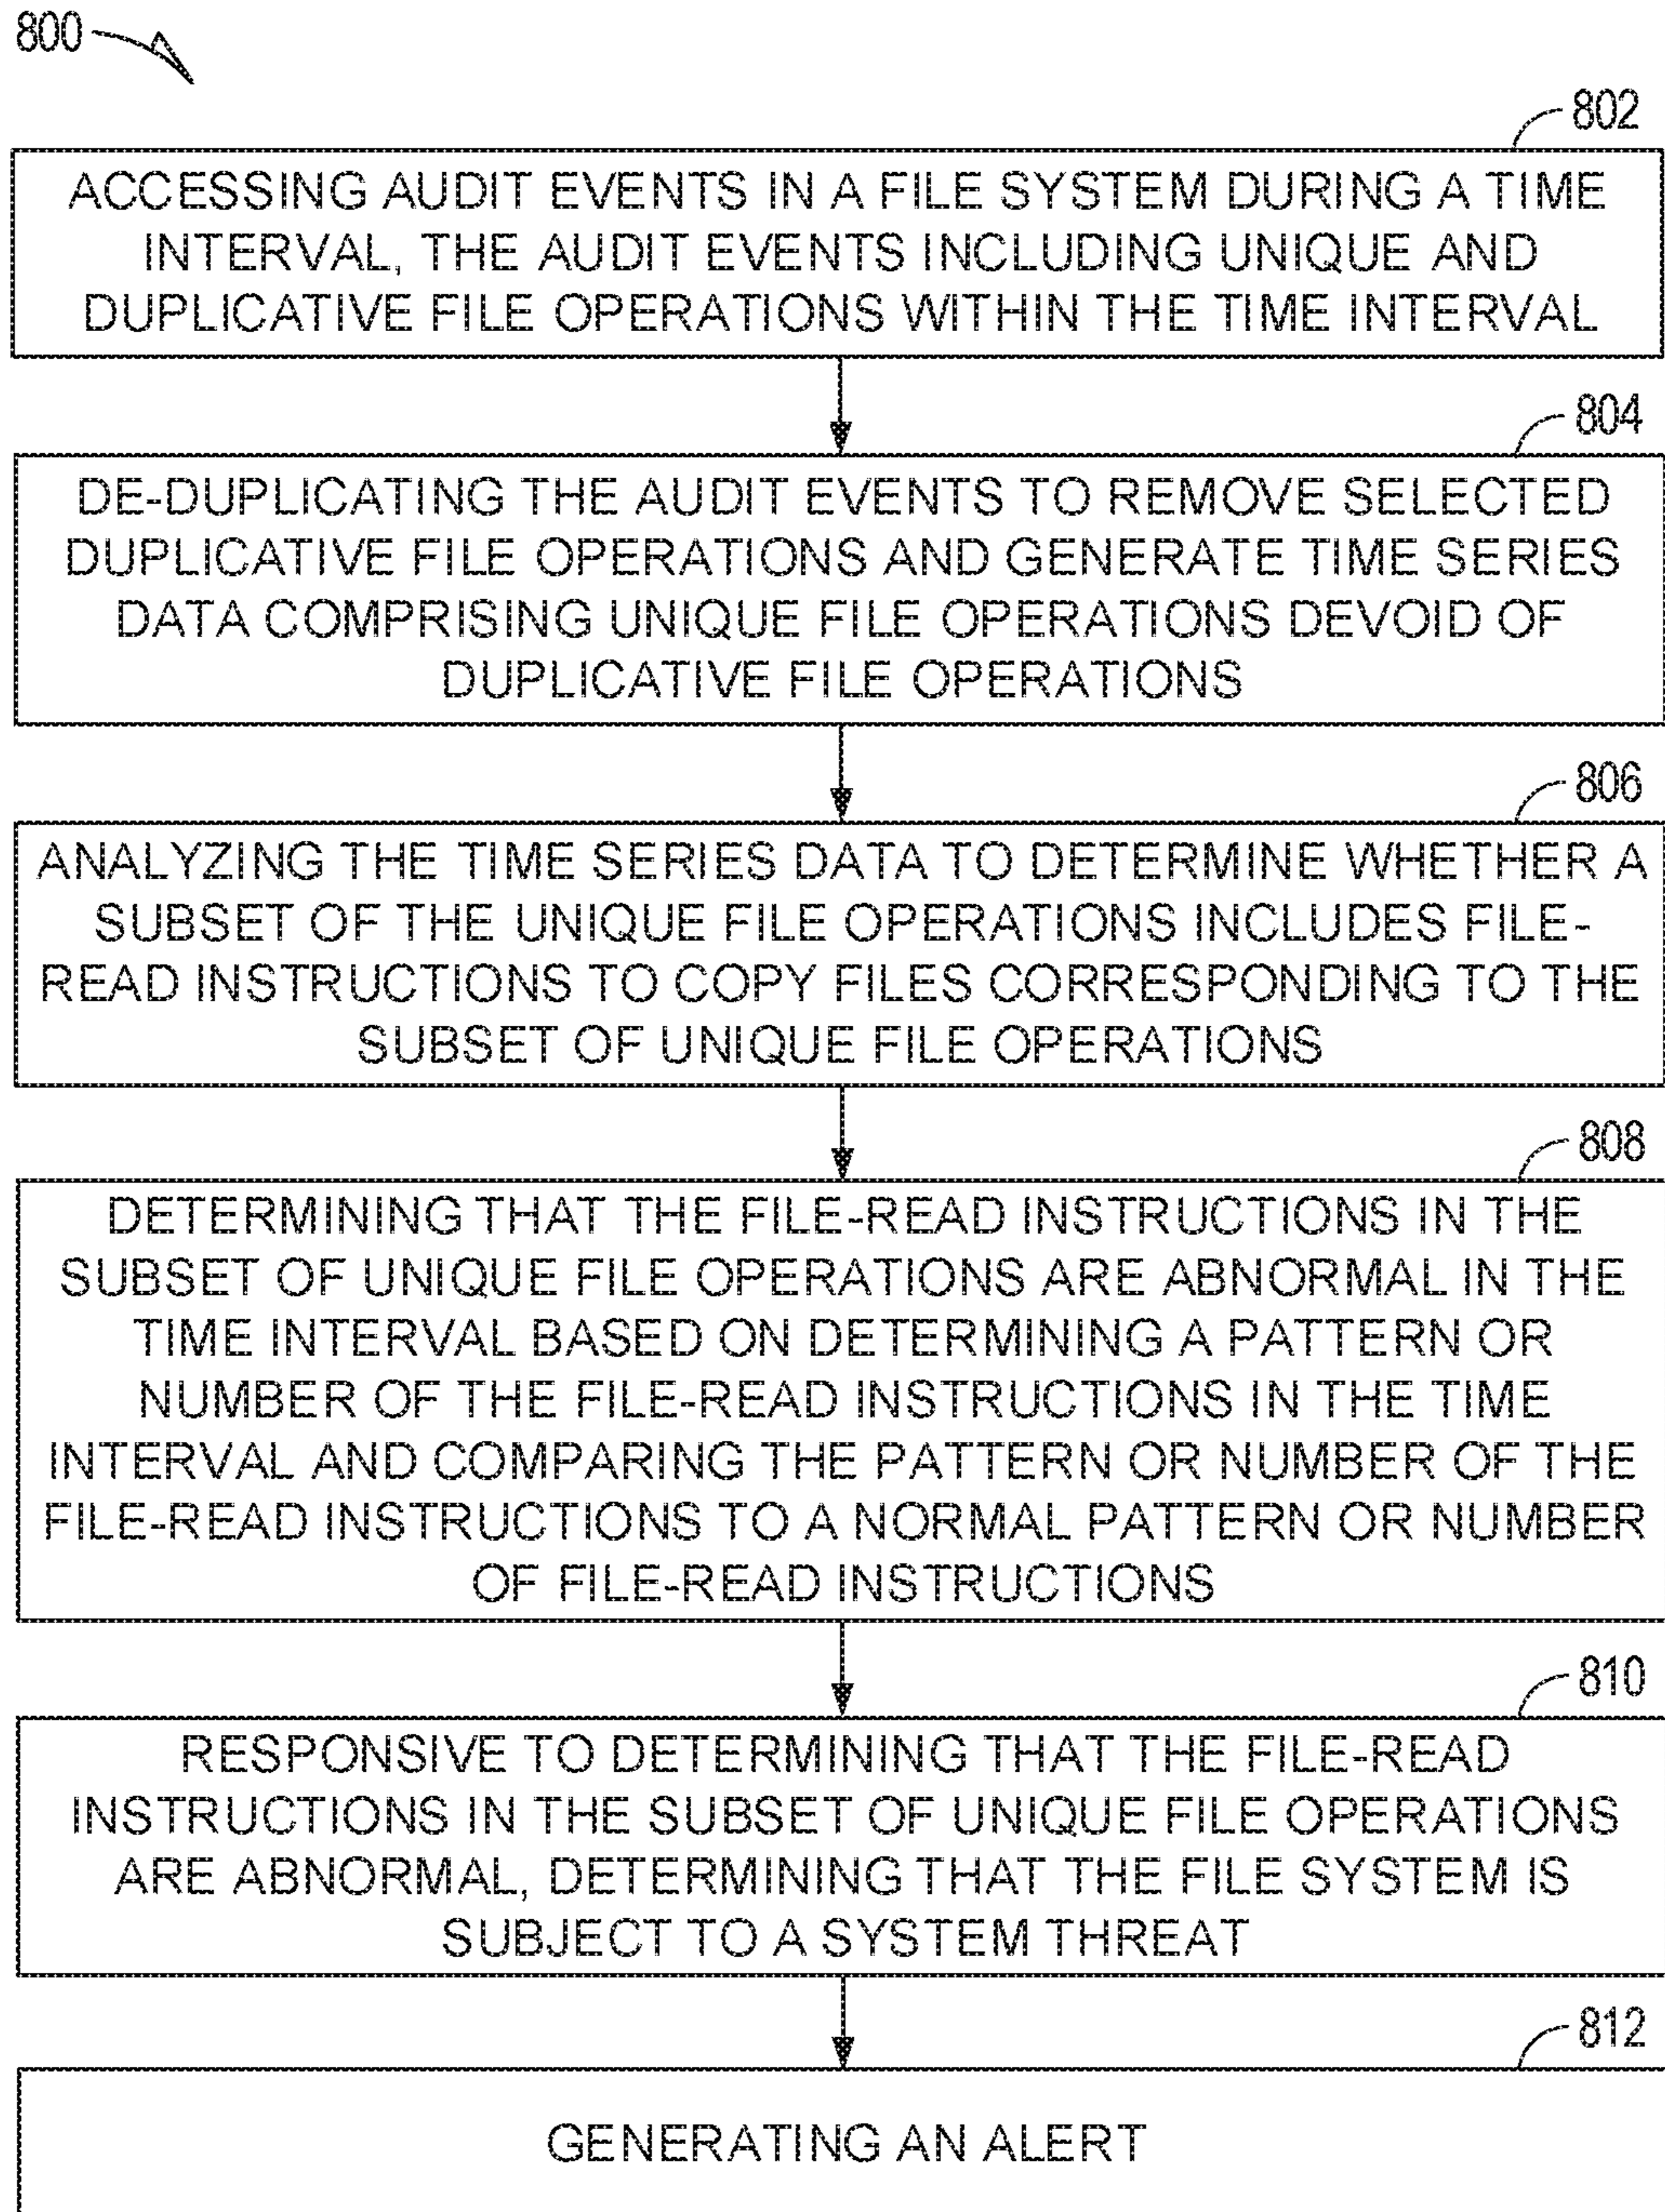 800
802
ACCESSING AUDIT EVENTS IN A FILE SYSTEM DURING A TIME
INTERVAL, THE AUDIT EVENTS INCLUDING UNIQUE AND
DUPLICATIVE FILE OPERATIONS WITHIN THE TIME INTERVAL
804
DE-DUPLICATING THE AUDIT EVENTS TO REMOVE SELECTED
DUPLICATIVE FILE OPERATIONS AND GENERATE TIME SERIES
DATA COMPRISING UNIQUE FILE OPERATIONS DEVOID OF
DUPLICATIVE FILE OPERATIONS
806
ANALYZING THE TIME SERIES DATA TO DETERMINE WHETHER A
SUBSET OF THE UNIQUE FILE OPERATIONS INCLUDES FILE-
READ INSTRUCTIONS TO COPY FILES CORRESPONDING TO THE
SUBSET OF UNIQUE FILE OPERATIONS
808
DETERMINING THAT THE FILE-READ INSTRUCTIONS IN THE
SUBSET OF UNIQUE FILE OPERATIONS ARE ABNORMAL IN THE
TIME INTERVAL BASED ON DETERMINING A PATTERN OR
NUMBER OF THE FILE-READ INSTRUCTIONS IN THE TIME
INTERVAL AND COMPARING THE PATTERN OR NUMBER OF THE
FILE-READ INSTRUCTIONS TO A NORMAL PATTERN OR NUMBER
OF FILE-READ INSTRUCTIONS
810
RESPONSIVE TO DETERMINING THAT THE FILE-READ
INSTRUCTIONS IN THE SUBSET OF UNIQUE FILE OPERATIONS
ARE ABNORMAL, DETERMINING THAT THE FILE SYSTEM IS
SUBJECT TO A SYSTEM THREAT
812
GENERATING AN ALERT